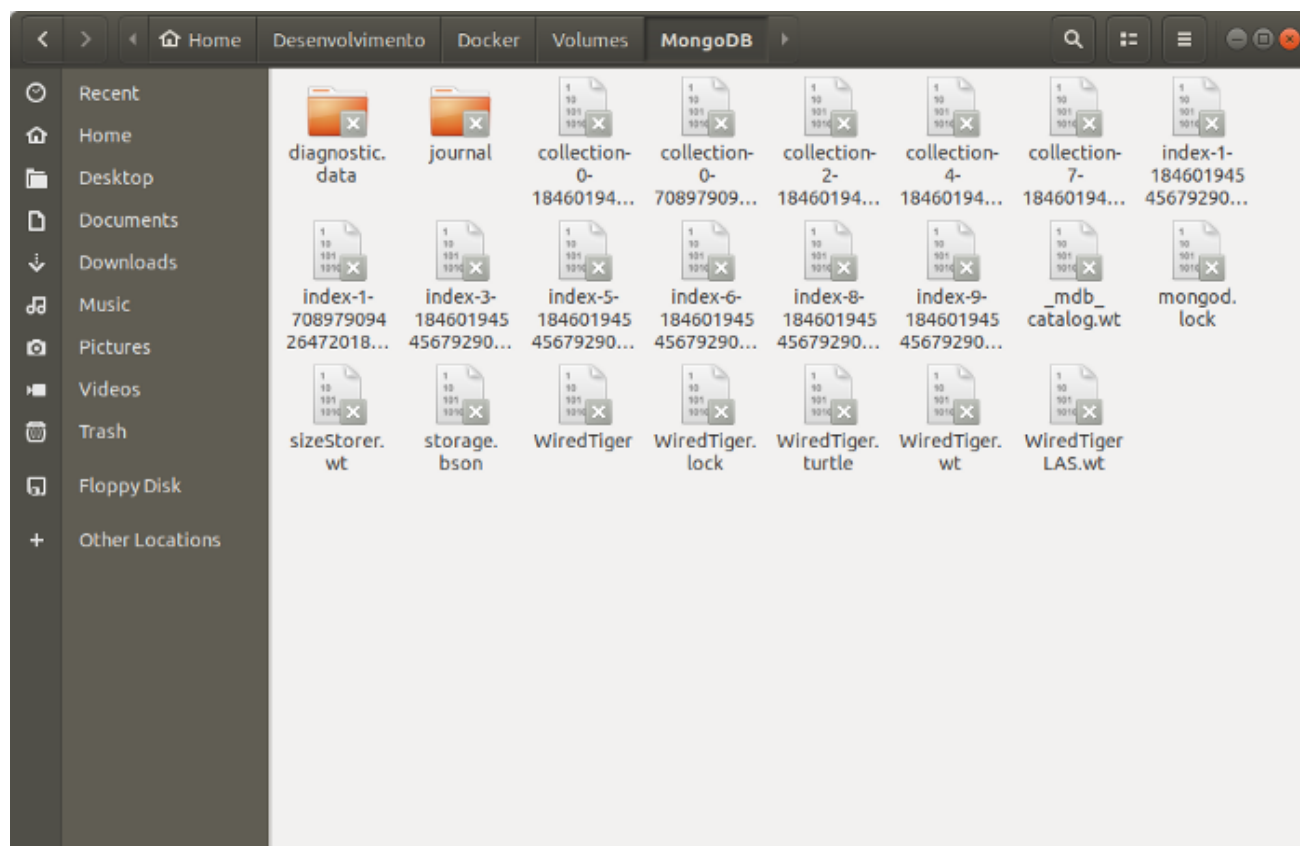 Home Desenvolvimento Docker Volumes MongoDB
Recent
Home
Desktop
Documents
Downloads
Music
Pictures
Videos
Trash
Floppy Disk
Other Locations
diagnostic.
data
journal
collection-
0-
18460194...
collection-
0-
70897909...
collection-
2-
18460194...
collection-
4-
18460194...
collection-
7-
18460194...
index-1-
184601945
45679290...
index-1-
708979094
26472018...
index-3-
184601945
45679290...
index-5-
184601945
45679290...
index-6-
184601945
45679290...
index-8-
184601945
45679290...
index-9-
184601945
45679290...
_mdb_
catalog.wt
mongod.
lock
sizeStorer.
wt
storage.
bson
WiredTiger
WiredTiger.
lock
WiredTiger.
turtle
WiredTiger.
wt
WiredTiger
LAS.wt